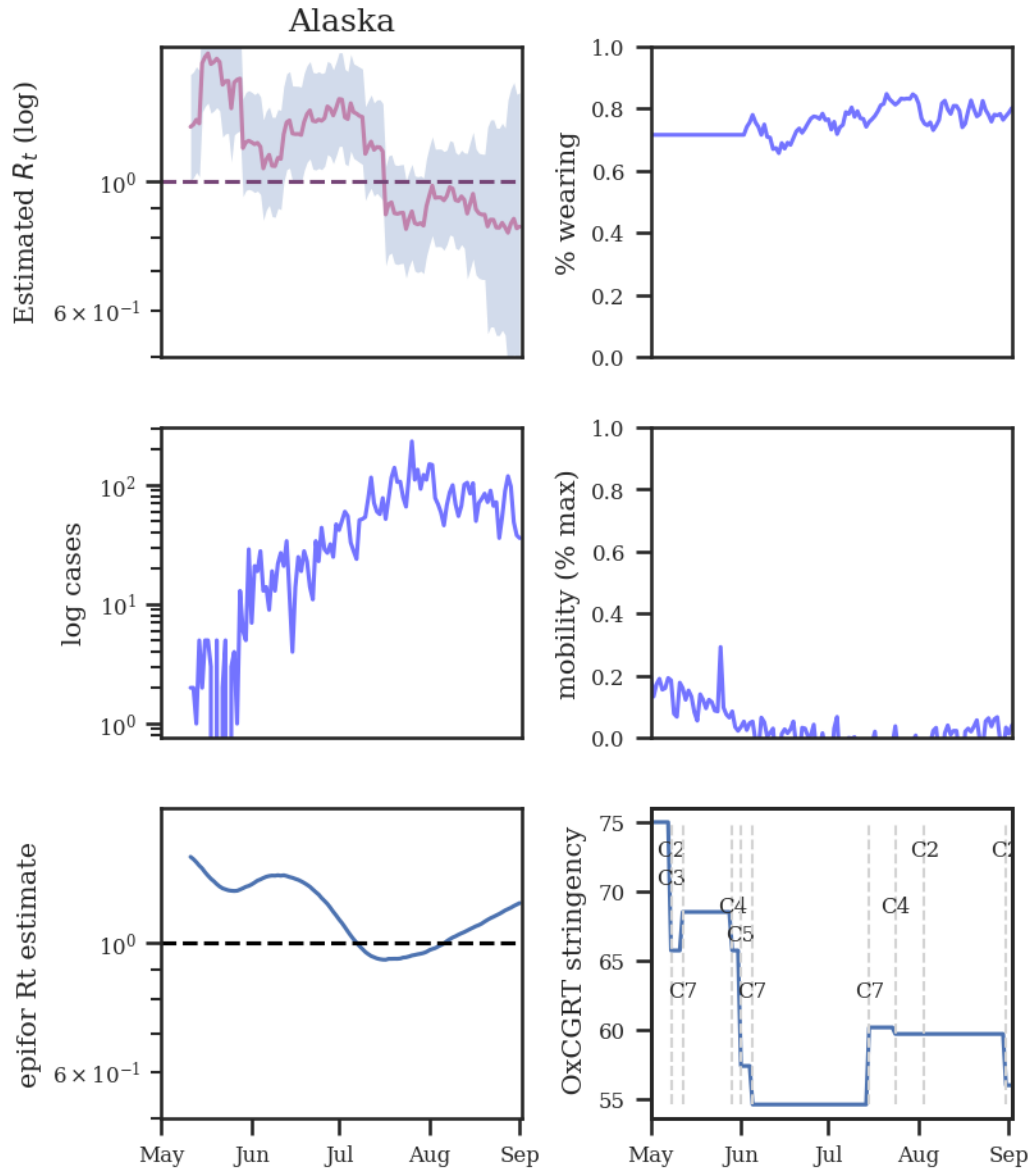 Alaska
Estimated R_t (log)
10^0
6 × 10^−1
% wearing
1.0
0.8
0.6
0.4
0.2
0.0
log cases
10^2
10^1
10^0
mobility (% max)
1.0
0.8
0.6
0.4
0.2
0.0
epifor Rt estimate
10^0
6 × 10^−1
May Jun Jul Aug Sep
OxCGRT stringency
75
70
65
60
55
C2 C2 C2
C3
C4 C4
C5
C7 C7 C7
May Jun Jul Aug Sep